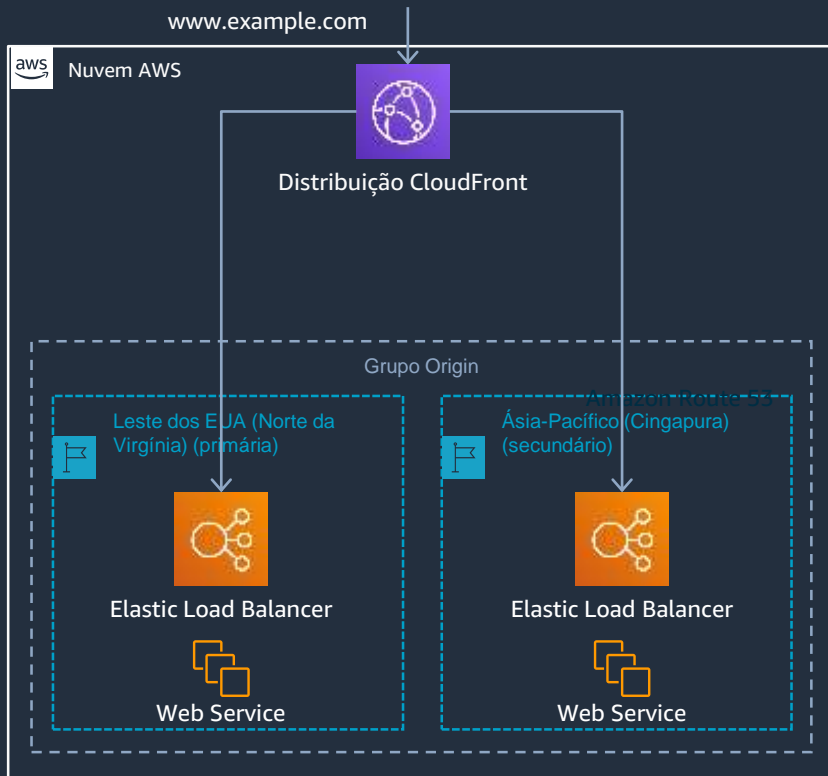 www.example.com
aws
Nuvem AWS
Distribuição CloudFront
Grupo Origin
Amazon Route 53
Leste dos EUA (Norte da
Virgínia) (primária)
Ásia-Pacífico (Cingapura)
(secundário)
Elastic Load Balancer
Elastic Load Balancer
Web Service
Web Service